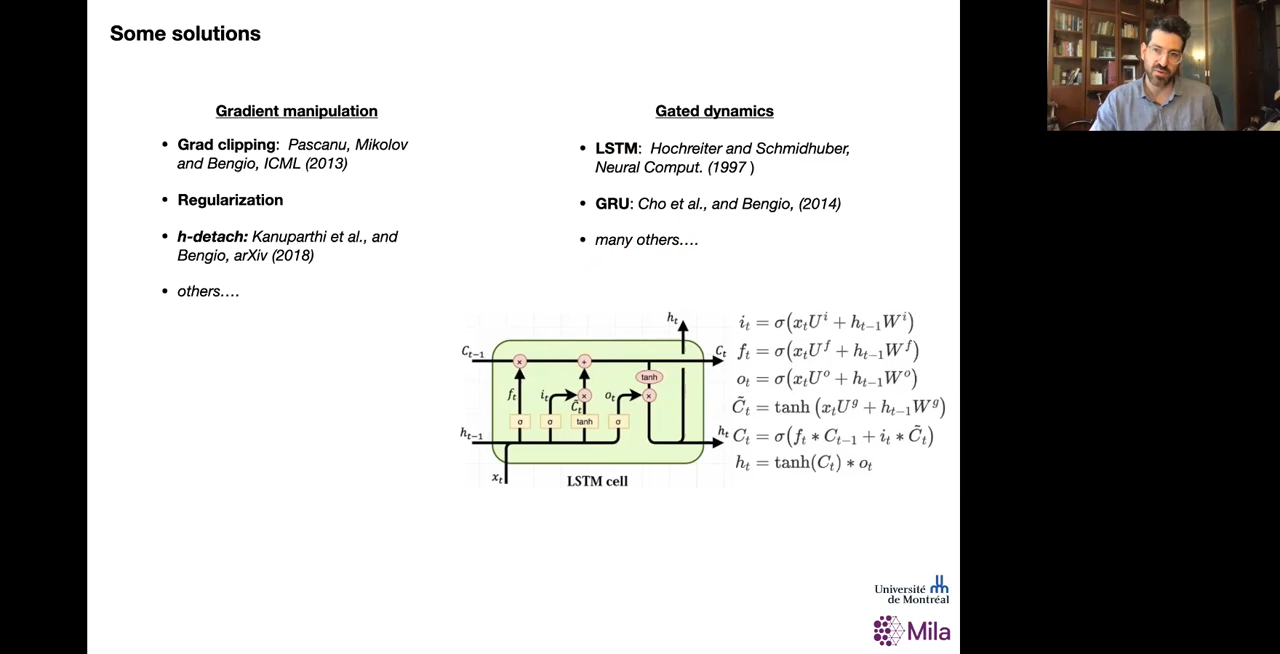 Some solutions
Gradient manipulation
• Grad clipping: Pascanu, Mikolov
and Bengio, ICML (2013)
• Regularization
• h-detach: Kanuparthi et al., and
Bengio, arXiv (2018)
• others....
Gated dynamics
• LSTM: Hochreiter and Schmidhuber,
Neural Comput. (1997 )
• GRU: Cho et al., and Bengio, (2014)
• many others....
h_t
C_{t-1}
C_t
×
+
tanh
f_t
i_t
×
C̃_t
o_t
×
σ
σ
tanh
σ
h_{t-1}
h_t
x_t
LSTM cell
i_t = σ(x_t U^i + h_{t-1} W^i)
f_t = σ(x_t U^f + h_{t-1} W^f)
o_t = σ(x_t U^o + h_{t-1} W^o)
C̃_t = tanh (x_t U^g + h_{t-1} W^g)
C_t = σ(f_t * C_{t-1} + i_t * C̃_t)
h_t = tanh(C_t) * o_t
Université
de Montréal
Mila